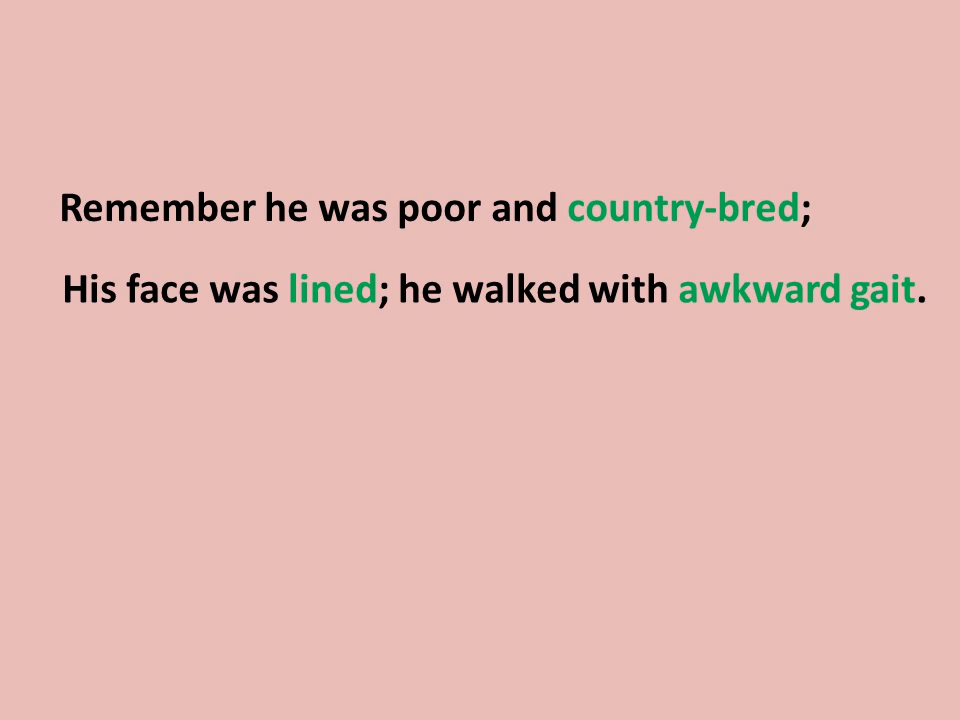 Remember he was poor and country-bred;
His face was lined; he walked with awkward gait.